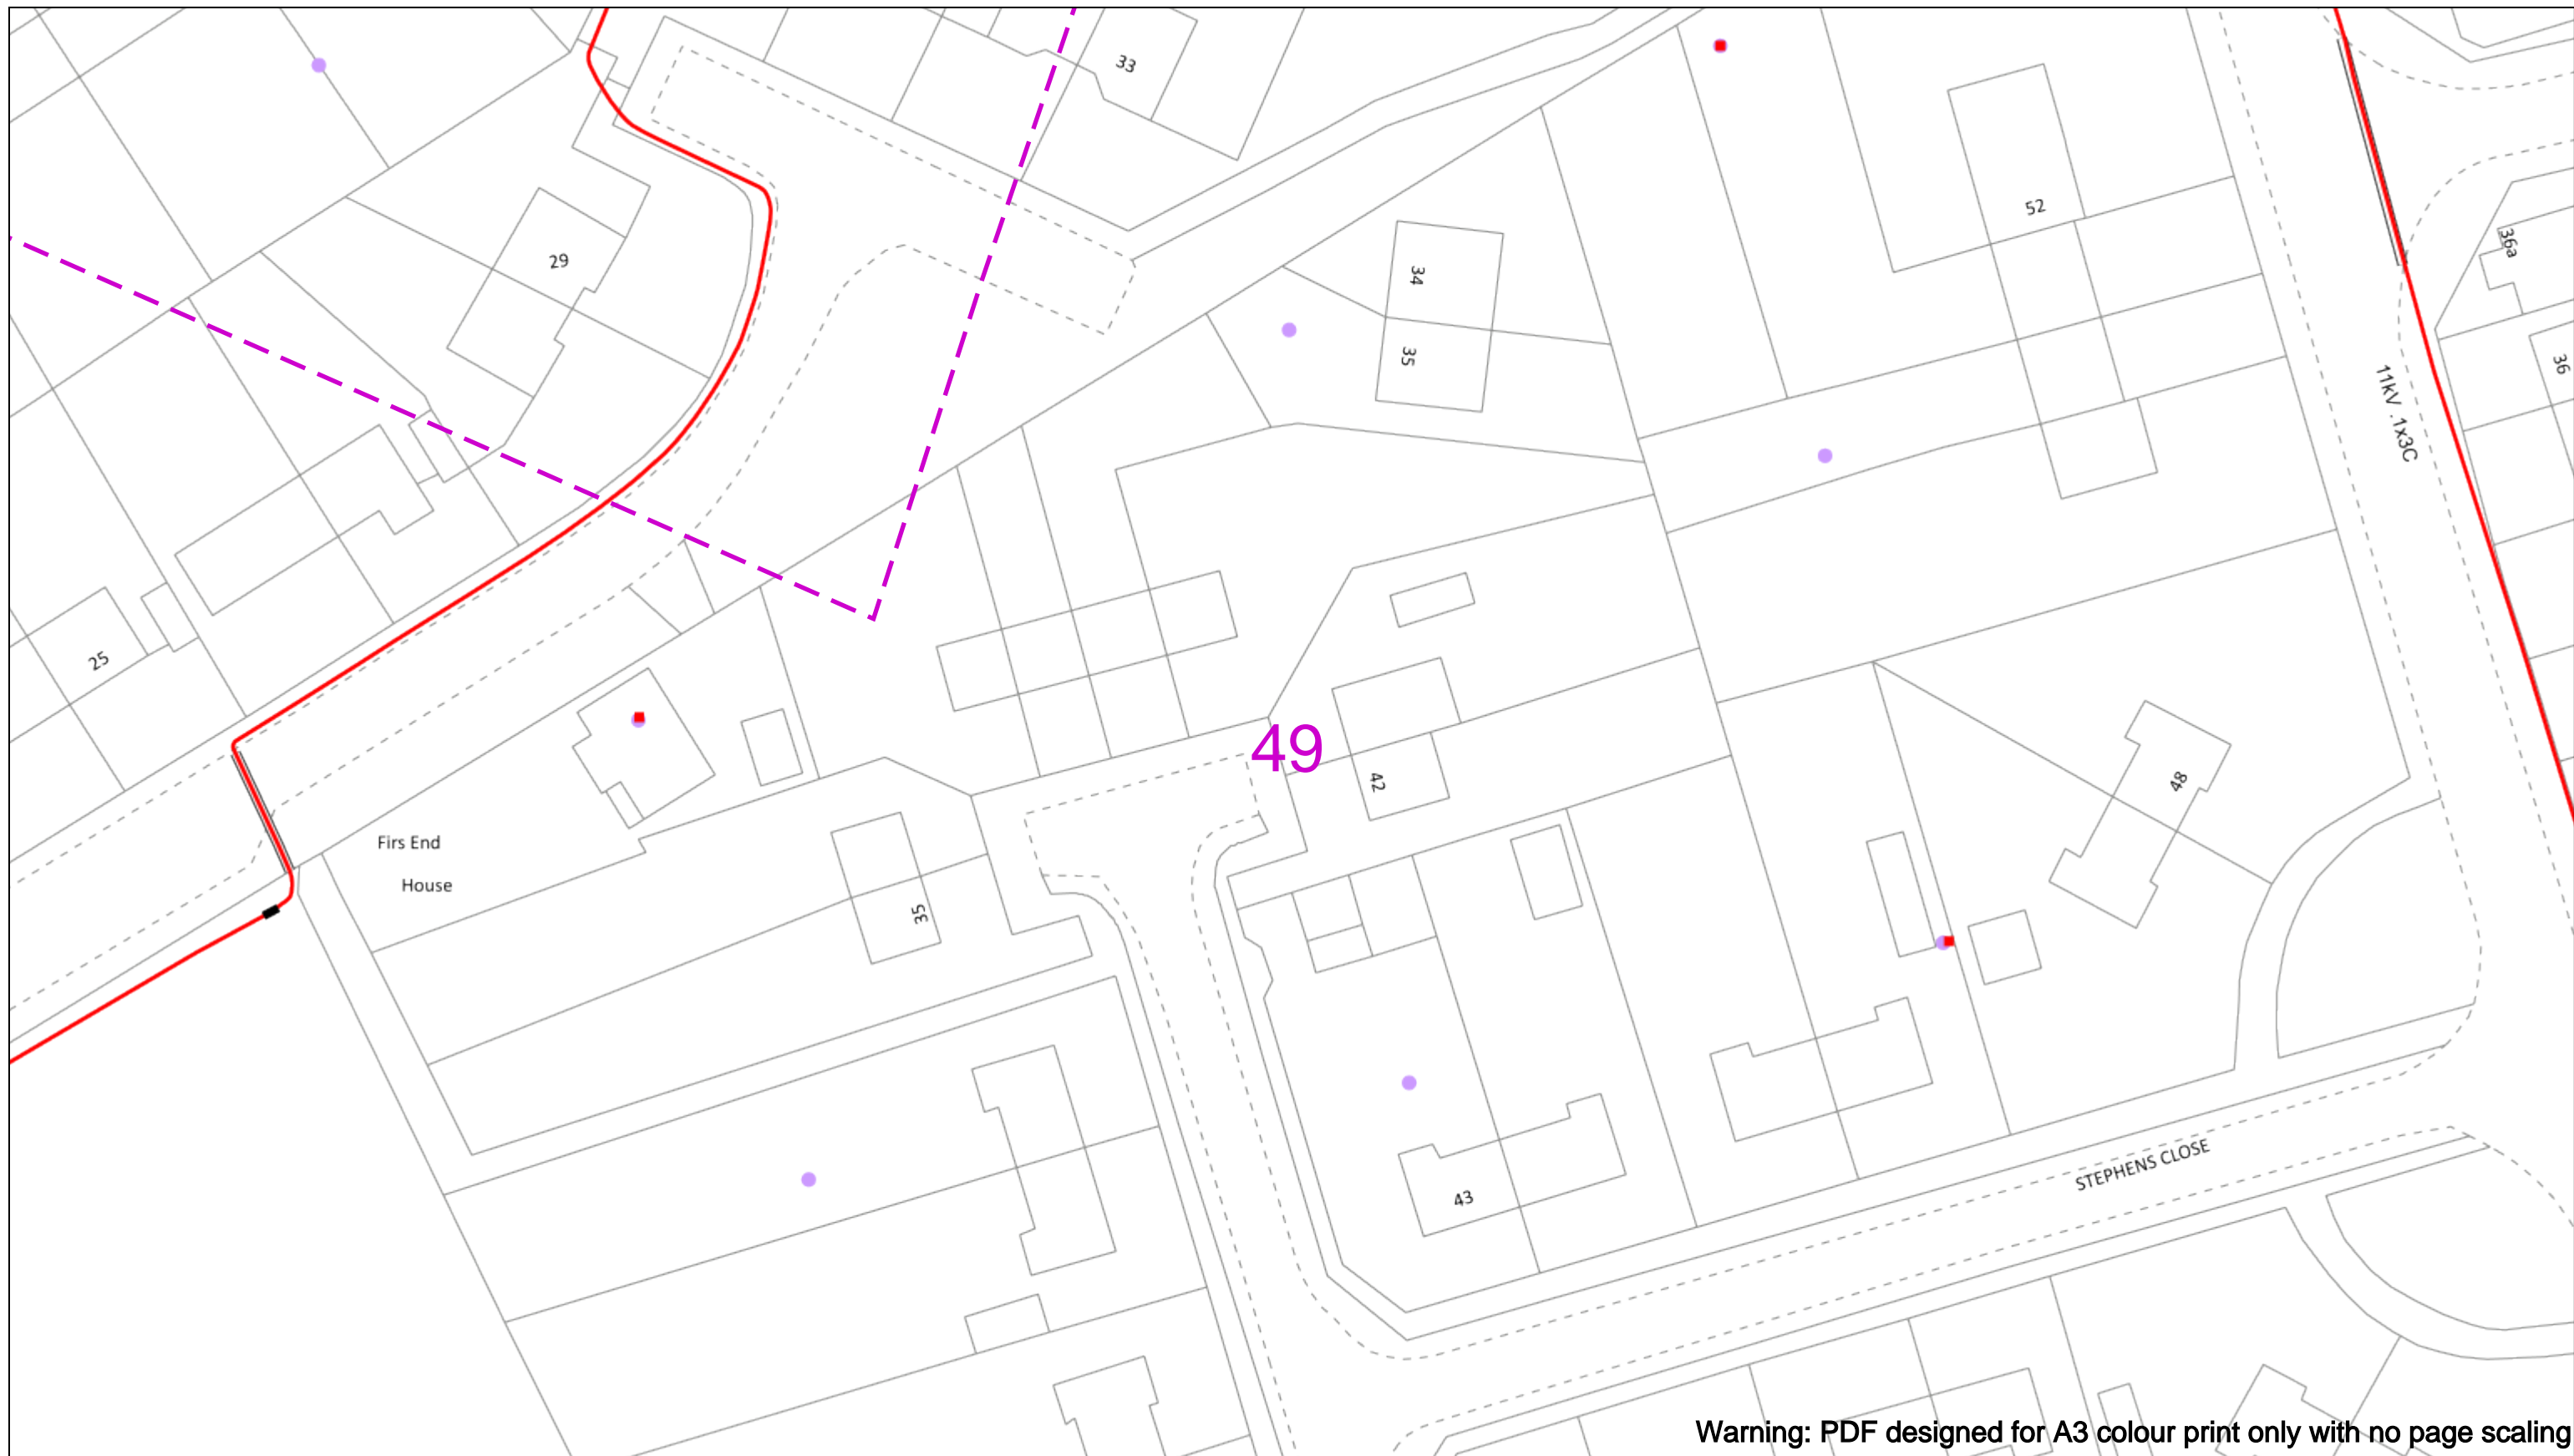 33
29
34
35
52
36a
36
11kV .1x3C
25
49
42
48
Firs End
House
35
43
STEPHENS CLOSE
Warning: PDF designed for A3 colour print only with no page scaling